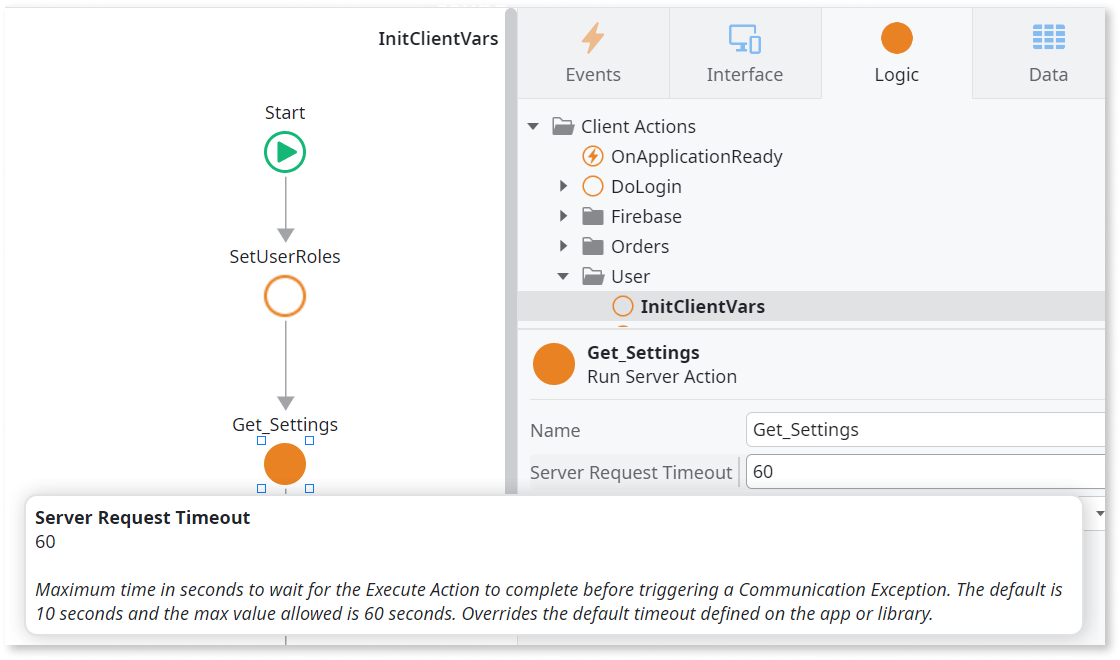 InitClientVars
Start
SetUserRoles
Get_Settings
Events
Interface
Logic
Data
Client Actions
OnApplicationReady
DoLogin
Firebase
Orders
User
InitClientVars
Get_Settings
Run Server Action
Name
Get_Settings
Server Request Timeout
60
Server Request Timeout
60
Maximum time in seconds to wait for the Execute Action to complete before triggering a Communication Exception. The default is
10 seconds and the max value allowed is 60 seconds. Overrides the default timeout defined on the app or library.